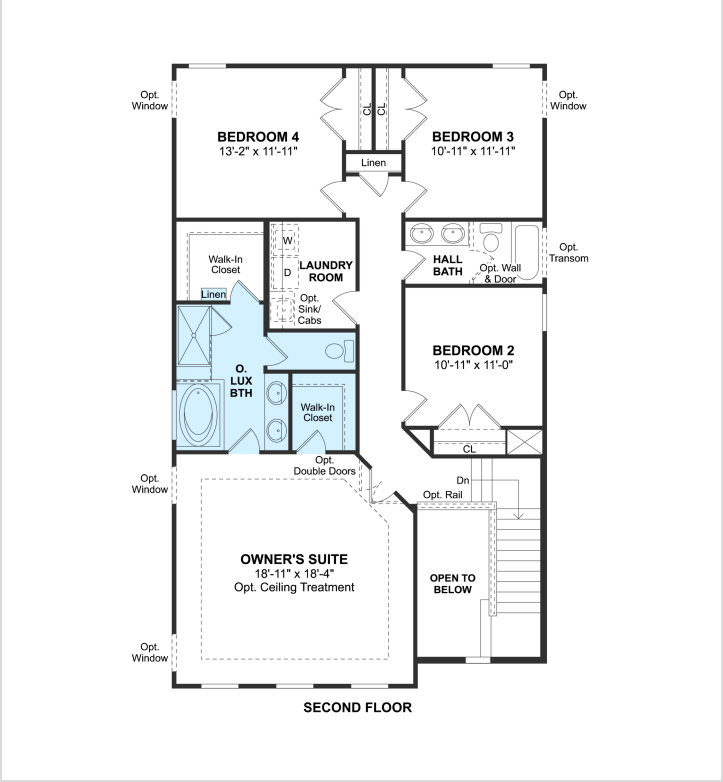 Opt.
Window
BEDROOM 4
13'-2" x 11'-11"
CL
CL
BEDROOM 3
10'-11" x 11'-11"
Opt.
Window
Linen
Walk-In
Closet
Linen
W
D
LAUNDRY
ROOM
Opt.
Sink/
Cabs
HALL
BATH
Opt. Wall
& Door
Opt.
Transom
O.
LUX
BTH
BEDROOM 2
10'-11" x 11'-0"
Walk-In
Closet
CL
Opt.
Double Doors
Opt.
Window
Dn
Opt. Rail
OWNER'S SUITE
18'-11" x 18'-4"
Opt. Ceiling Treatment
OPEN TO
BELOW
Opt.
Window
SECOND FLOOR